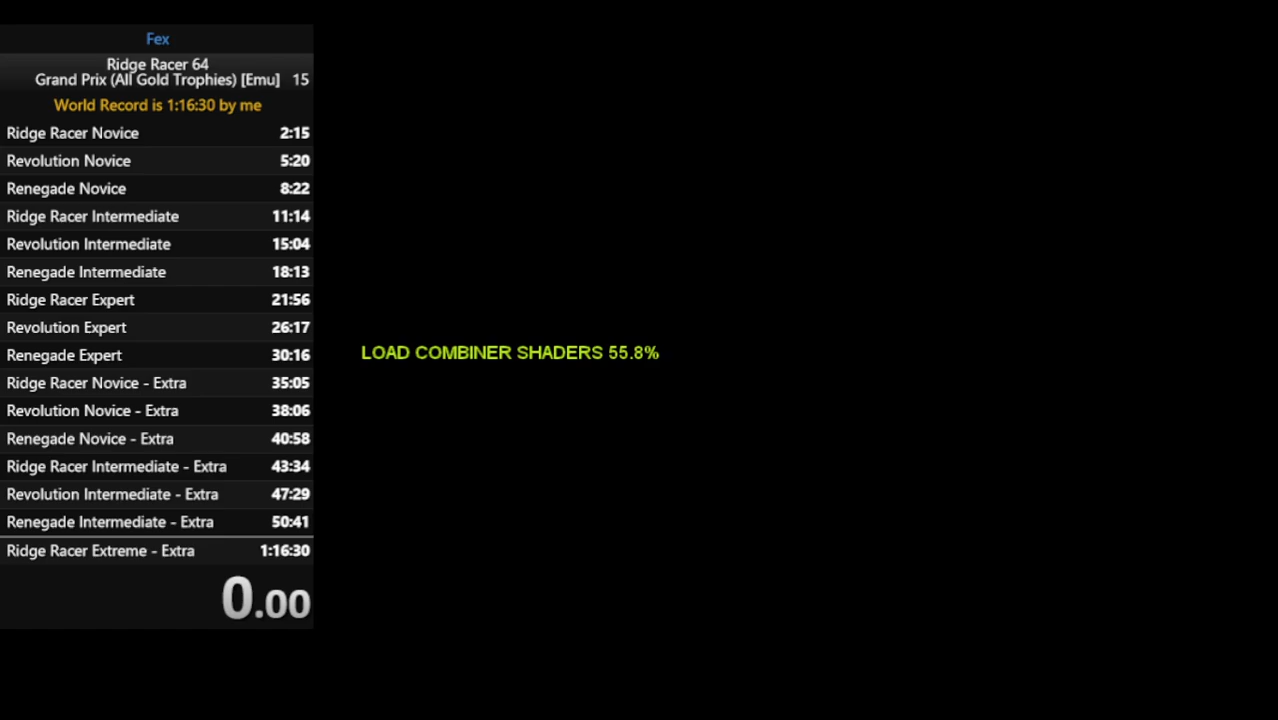 Fex
Ridge Racer 64
Grand Prix (All Gold Trophies) [Emu] 15
World Record is 1:16:30 by me
Ridge Racer Novice 2:15
Revolution Novice 5:20
Renegade Novice 8:22
Ridge Racer Intermediate 11:14
Revolution Intermediate 15:04
Renegade Intermediate 18:13
Ridge Racer Expert 21:56
Revolution Expert 26:17
Renegade Expert 30:16
Ridge Racer Novice - Extra 35:05
Revolution Novice - Extra 38:06
Renegade Novice - Extra 40:58
Ridge Racer Intermediate - Extra 43:34
Revolution Intermediate - Extra 47:29
Renegade Intermediate - Extra 50:41
Ridge Racer Extreme - Extra 1:16:30
0.00
LOAD COMBINER SHADERS 55.8%